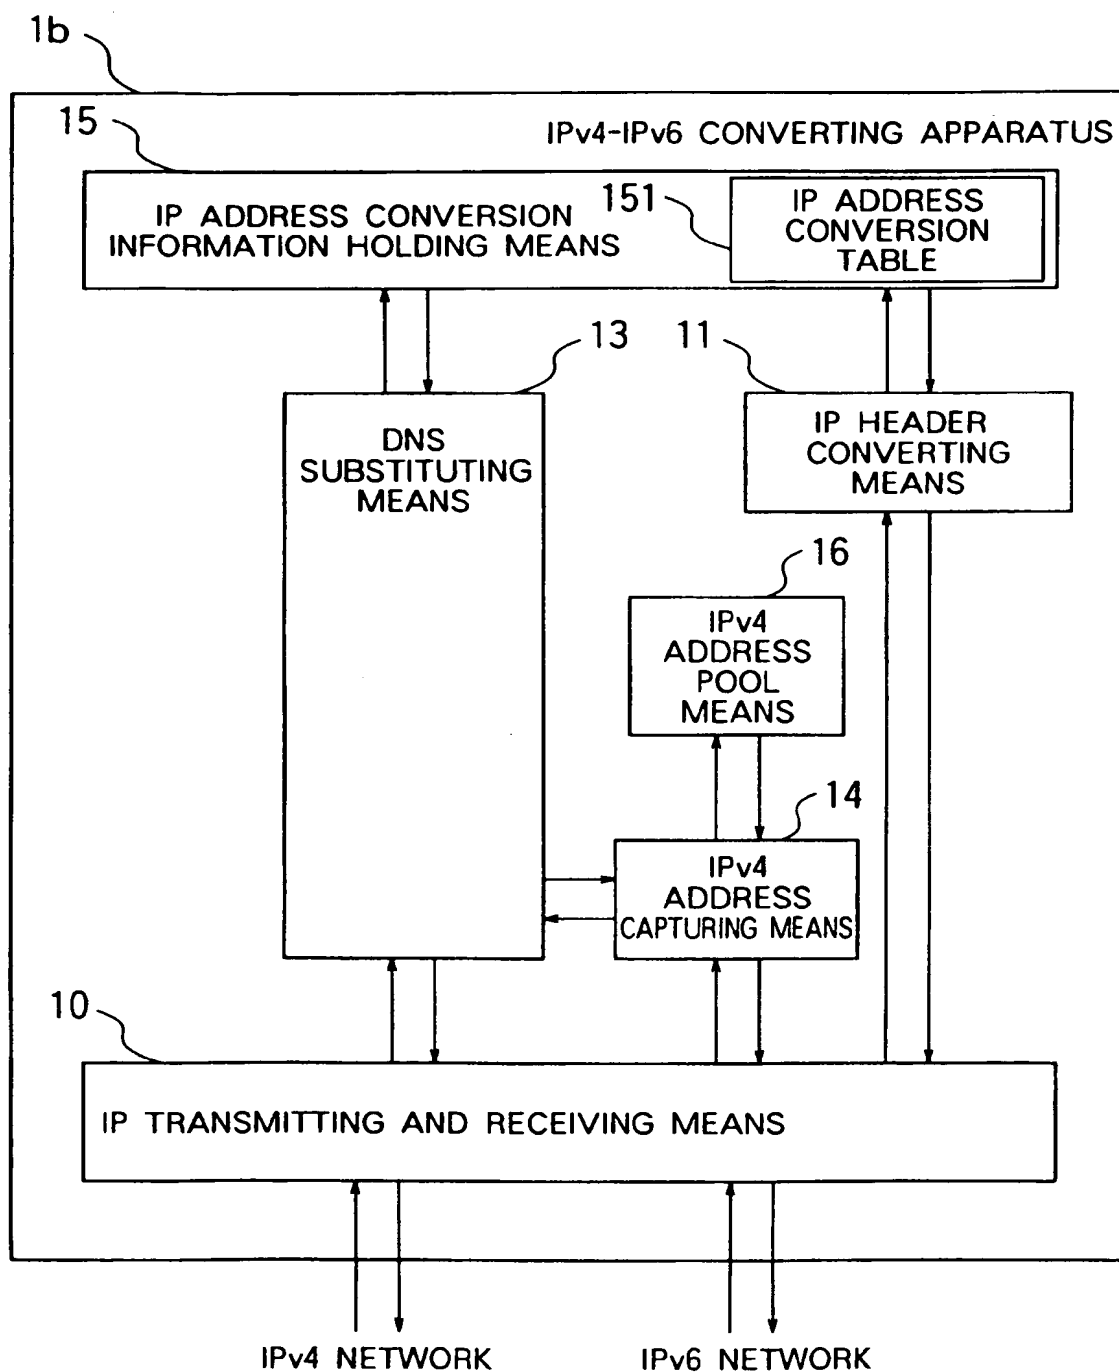 1b
15
IPv4-IPv6 CONVERTING APPARATUS
IP ADDRESS CONVERSION
INFORMATION HOLDING MEANS
151
IP ADDRESS
CONVERSION
TABLE
13
11
DNS
SUBSTITUTING
MEANS
IP HEADER
CONVERTING
MEANS
16
IPv4
ADDRESS
POOL
MEANS
14
IPv4
ADDRESS
CAPTURING MEANS
10
IP TRANSMITTING AND RECEIVING MEANS
IPv4 NETWORK
IPv6 NETWORK